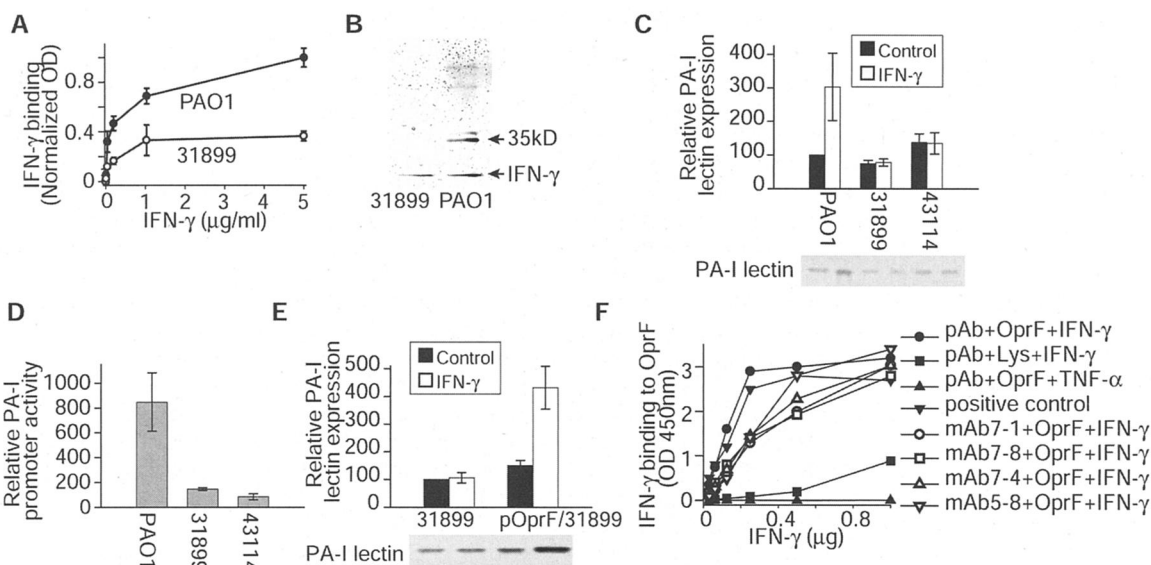 A
IFN-γ binding
(Normalized OD)
0.8
0.4
0
PAO1
31899
0 1 2 3 4 5
IFN-γ (μg/ml)
B
35kD
IFN-γ
31899 PAO1
C
Relative PA-I
lectin expression
400
300
200
100
0
Control
IFN-γ
PAO1
31899
43114
PA-I lectin
D
Relative PA-I
promoter activity
1000
800
600
400
200
0
PAO1
31899
43114
E
Relative PA-I
lectin expression
500
400
300
200
100
0
Control
IFN-γ
31899 pOprF/31899
PA-I lectin
F
IFN-γ binding to OprF
(OD 450nm)
3
2
1
0
0 0.4 0.8
IFN-γ (μg)
pAb+OprF+IFN-γ
pAb+Lys+IFN-γ
pAb+OprF+TNF-α
positive control
mAb7-1+OprF+IFN-γ
mAb7-8+OprF+IFN-γ
mAb7-4+OprF+IFN-γ
mAb5-8+OprF+IFN-γ